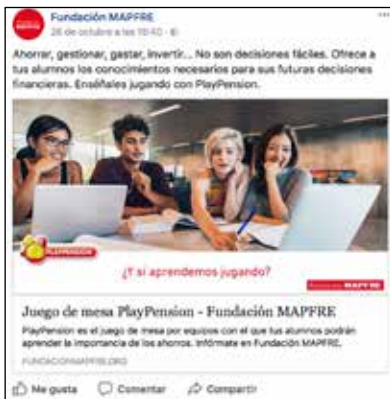 Fundación MAPFRE
26 de octubre a las 10:40
Ahorrar, gestionar, gastar, invertir... No son decisiones fáciles. Ofrece a
tus alumnos los conocimientos necesarios para sus futuras decisiones
financieras. Enséñales jugando con PlayPension.
PLAYPENSION
¿Y si aprendemos jugando?
Fundación MAPFRE
Juego de mesa PlayPension - Fundación MAPFRE
PlayPension es el juego de mesa por equipos con el que tus alumnos podrán
aprender la importancia de los ahorros. Infórmate en Fundación MAPFRE.
FUNDACIONMAPFRE.ORG
Me gusta Comentar Compartir